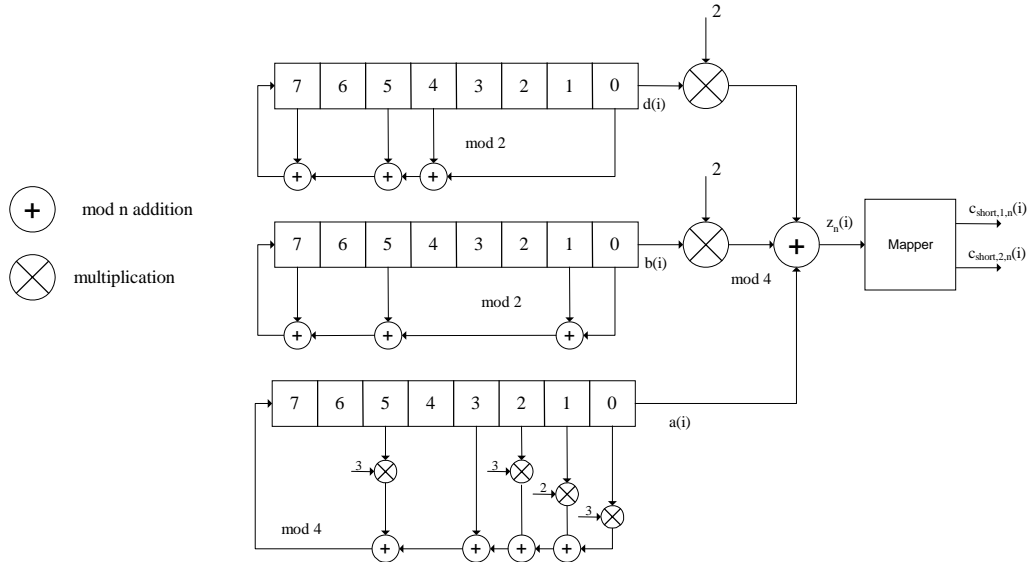 2
7 6 5 4 3 2 1 0
d(i)
mod 2
+ + +
2
+ mod n addition
multiplication
7 6 5 4 3 2 1 0
b(i)
mod 2
+ + +
mod 4
+
z_n(i)
Mapper
c_short,1,n(i)
c_short,2,n(i)
7 6 5 4 3 2 1 0
a(i)
3 3
2
3
mod 4
+ + + +